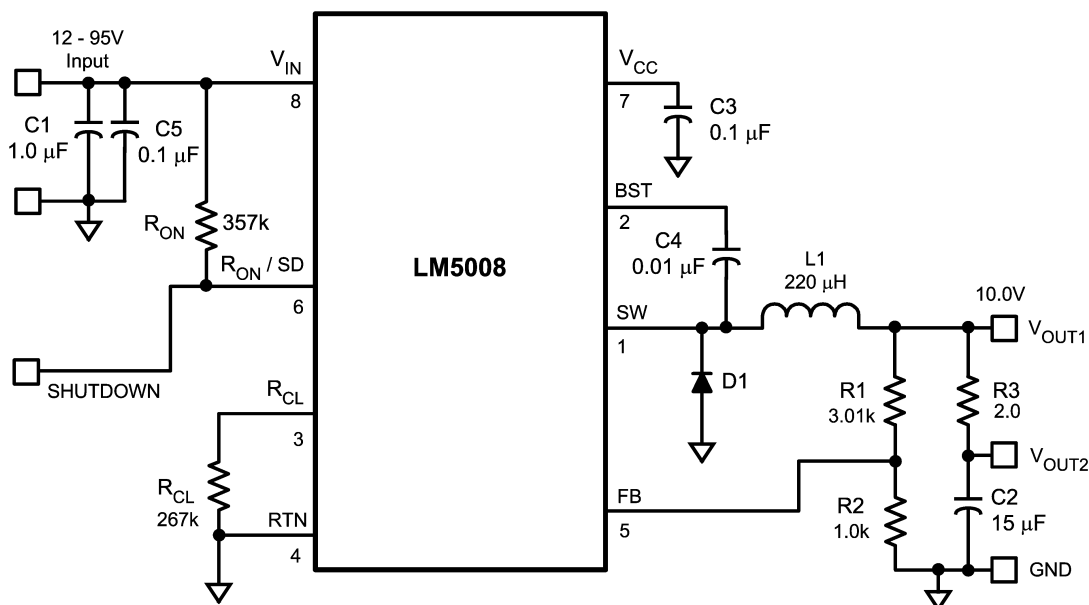 12 - 95V
Input
C1
1.0 μF
C5
0.1 μF
V_IN
8
R_ON
357k
R_ON / SD
6
SHUTDOWN
R_CL
3
R_CL
267k
RTN
4
LM5008
V_CC
7
C3
0.1 μF
BST
2
C4
0.01 μF
L1
220 μH
SW
1
D1
10.0V
V_OUT1
R1
3.01k
R3
2.0
V_OUT2
FB
5
R2
1.0k
C2
15 μF
GND